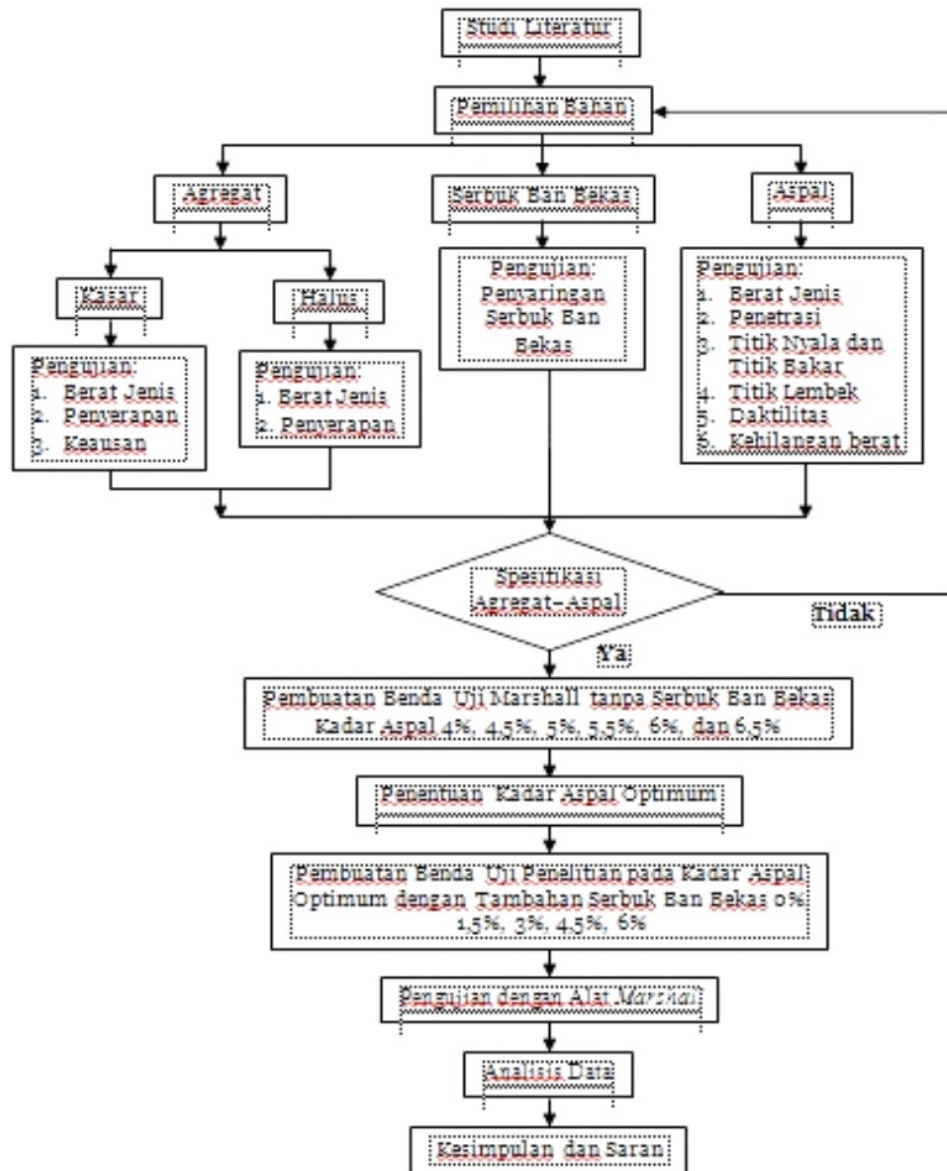 Studi Literatur
Pemilihan Bahan
Agregat
Serbuk Ban Bekas
Aspal
Kasar
Halus
Pengujian:
1. Berat Jenis
2. Penyerapan
3. Keausan
Pengujian:
1. Berat Jenis
2. Penyerapan
Pengujian:
Penyaringan
Serbuk Ban
Bekas
Pengujian:
1. Berat Jenis
2. Penetrasi
3. Titik Nyala dan
Titik Bakar
4. Titik Lembek
5. Daktilitas
6. Kehilangan berat
Spesifikasi
Agregat-Aspal
Tidak
Ya
Pembuatan Benda Uji Marshall tanpa Serbuk Ban Bekas
Kadar Aspal 4%, 4,5%, 5%, 5,5%, 6%, dan 6,5%
Penentuan Kadar Aspal Optimum
Pembuatan Benda Uji Penelitian pada Kadar Aspal
Optimum dengan Tambahan Serbuk Ban Bekas 0%
1,5%, 3%, 4,5%, 6%
Pengujian dengan Alat Marshal
Analisis Data
Kesimpulan dan Saran